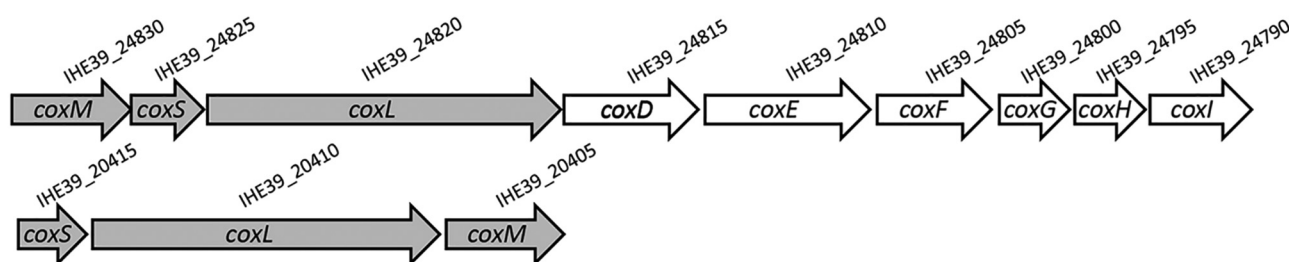 IHE39_24830 IHE39_24825 IHE39_24820 IHE39_24815 IHE39_24810 IHE39_24805 IHE39_24800 IHE39_24795 IHE39_24790
coxM coxS coxL coxD coxE coxF coxG coxH coxI
IHE39_20415 IHE39_20410 IHE39_20405
coxS coxL coxM